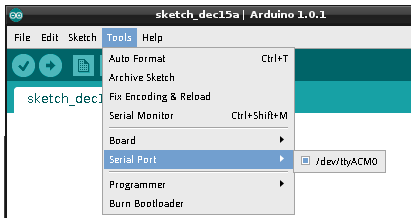 sketch_dec15a | Arduino 1.0.1
File Edit Sketch Tools Help
Auto Format Ctrl+T
Archive Sketch
sketch_dec1
Fix Encoding & Reload
Serial Monitor Ctrl+Shift+M
Board
Serial Port
/dev/ttyACM0
Programmer
Burn Bootloader